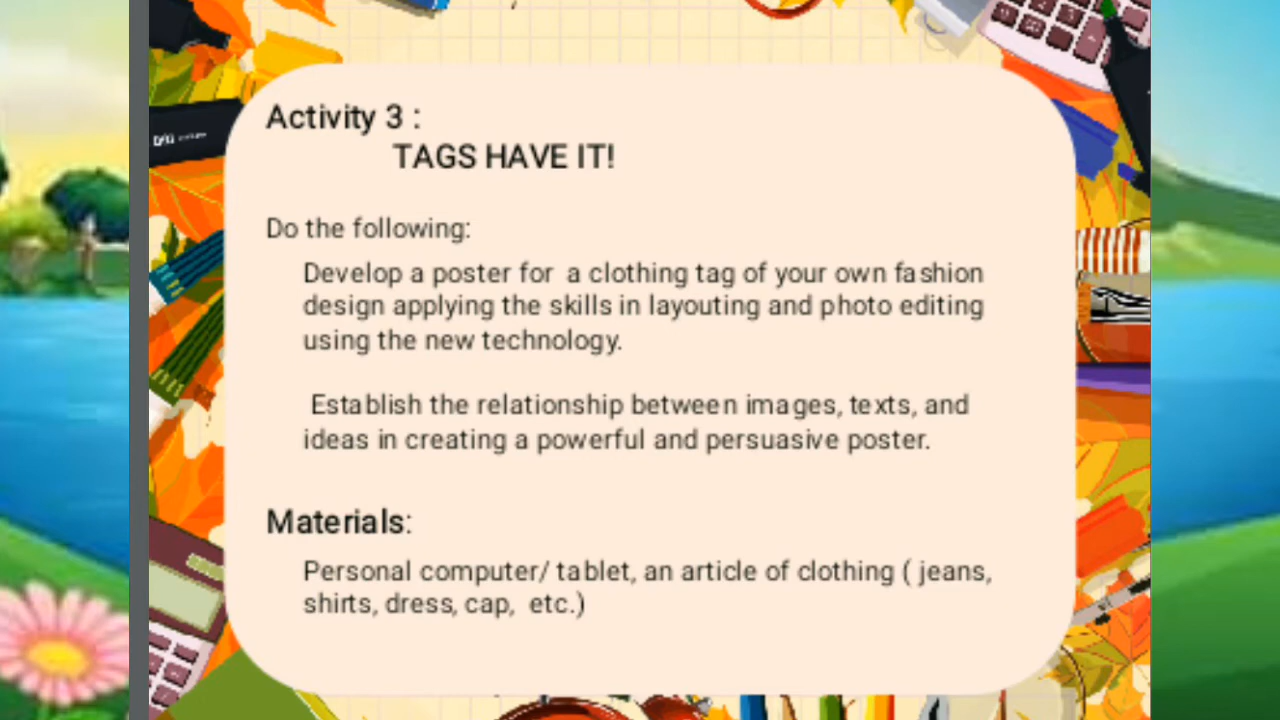 Activity 3 :
TAGS HAVE IT!
Do the following:
Develop a poster for a clothing tag of your own fashion
design applying the skills in layouting and photo editing
using the new technology.
Establish the relationship between images, texts, and
ideas in creating a powerful and persuasive poster.
Materials:
Personal computer/ tablet, an article of clothing ( jeans,
shirts, dress, cap, etc.)